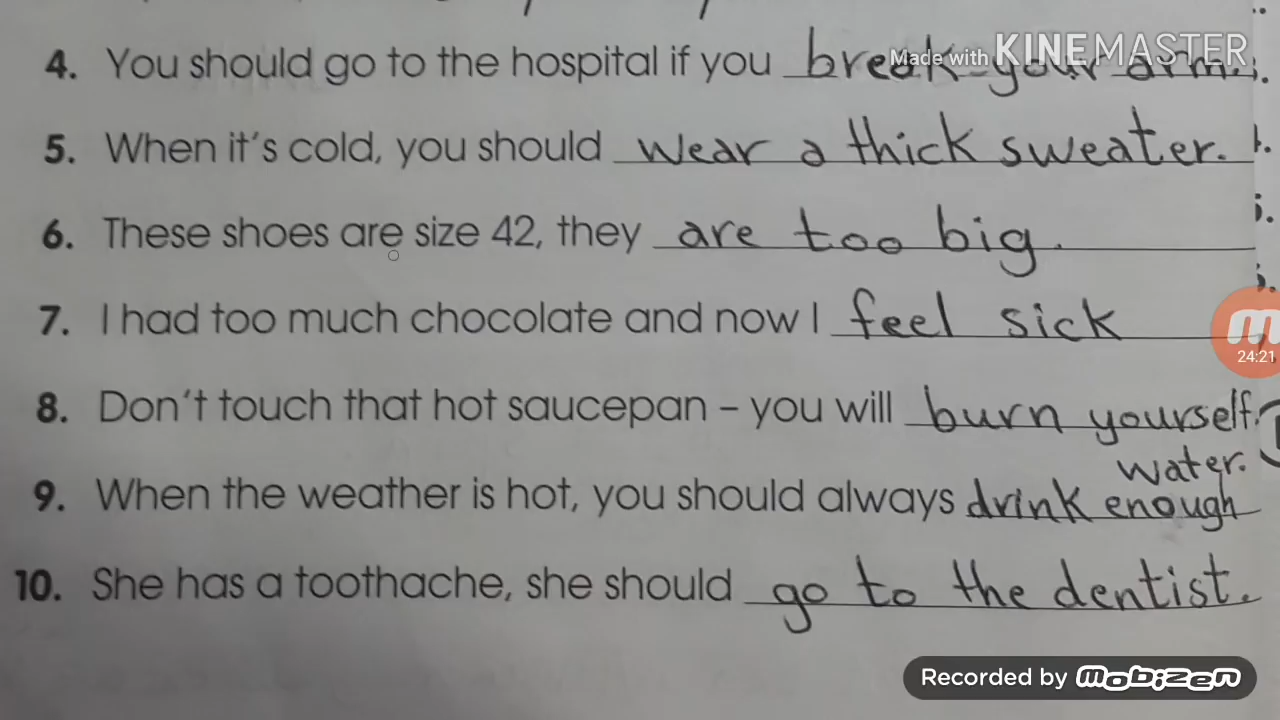 Made with KINEMASTER
4. You should go to the hospital if you break your arm.
5. When it's cold, you should wear a thick sweater.
6. These shoes are size 42, they are too big.
7. I had too much chocolate and now I feel sick
8. Don't touch that hot saucepan – you will burn yourself.
water.
9. When the weather is hot, you should always drink enough
10. She has a toothache, she should go to the dentist.
24:21
Recorded by mobizen